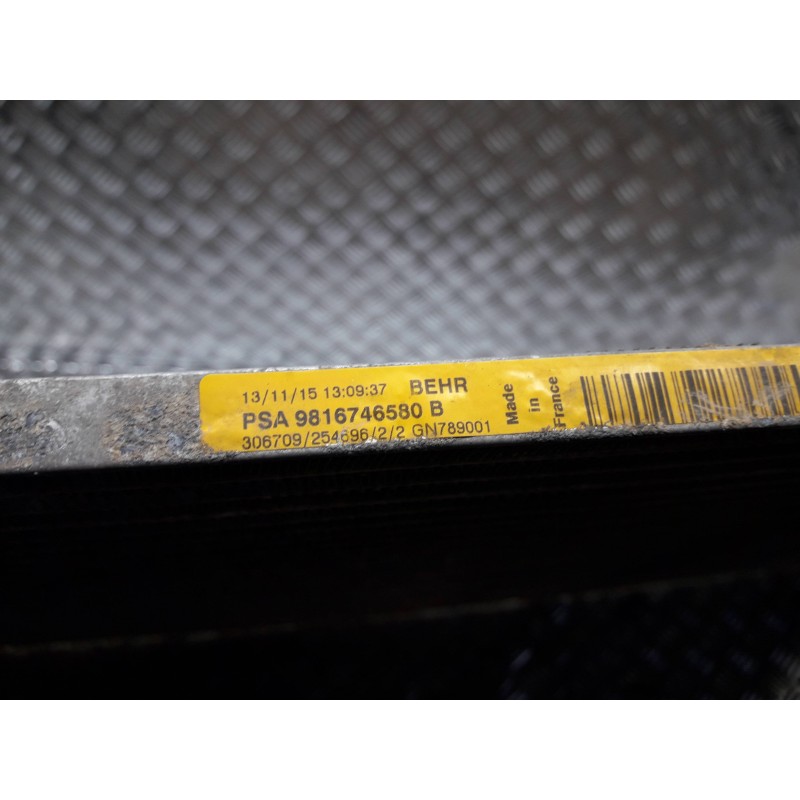 13/11/15 13:09:37 BEHR
PSA 9816746580 B
306709/254696/2/2 GN789001
Made
in
France